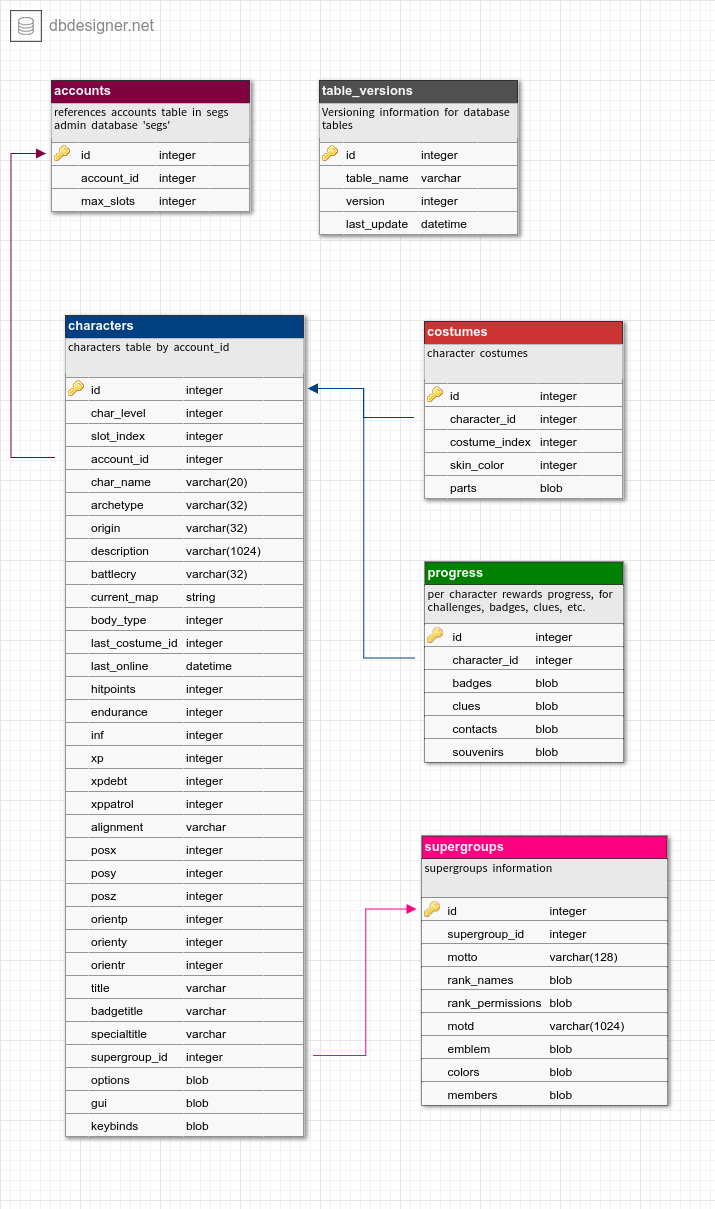 dbdesigner.net
accounts
references accounts table in segs
admin database 'segs'
id integer
account_id integer
max_slots integer
table_versions
Versioning information for database
tables
id integer
table_name varchar
version integer
last_update datetime
characters
characters table by account_id
id integer
char_level integer
slot_index integer
account_id integer
char_name varchar(20)
archetype varchar(32)
origin varchar(32)
description varchar(1024)
battlecry varchar(32)
current_map string
body_type integer
last_costume_id integer
last_online datetime
hitpoints integer
endurance integer
inf integer
xp integer
xpdebt integer
xppatrol integer
alignment varchar
posx integer
posy integer
posz integer
orientp integer
orienty integer
orientr integer
title varchar
badgetitle varchar
specialtitle varchar
supergroup_id integer
options blob
gui blob
keybinds blob
costumes
character costumes
id integer
character_id integer
costume_index integer
skin_color integer
parts blob
progress
per character rewards progress, for
challenges, badges, clues, etc.
id integer
character_id integer
badges blob
clues blob
contacts blob
souvenirs blob
supergroups
supergroups information
id integer
supergroup_id integer
motto varchar(128)
rank_names blob
rank_permissions blob
motd varchar(1024)
emblem blob
colors blob
members blob